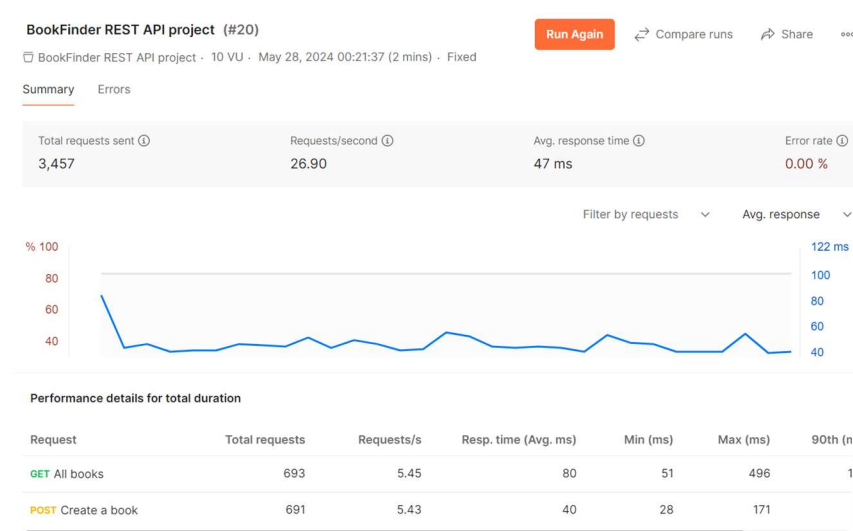 BookFinder REST API project (#20)
Run Again
Compare runs
Share
BookFinder REST API project · 10 VU · May 28, 2024 00:21:37 (2 mins) · Fixed
Summary Errors
Total requests sent Requests/second Avg. response time Error rate
3,457 26.90 47 ms 0.00 %
Filter by requests Avg. response
% 100 122 ms
80 100
60 80
40 60
40
Performance details for total duration
Request Total requests Requests/s Resp. time (Avg. ms) Min (ms) Max (ms) 90th (m
GET All books 693 5.45 80 51 496 1
POST Create a book 691 5.43 40 28 171